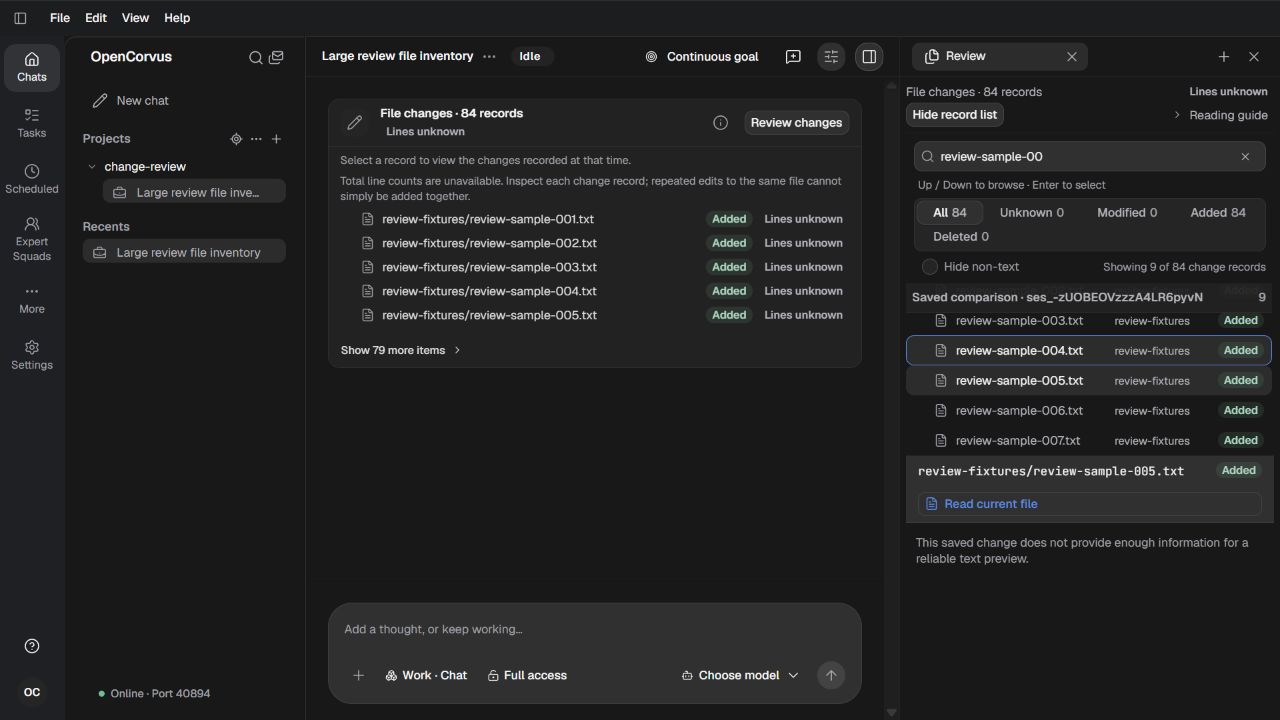 File Edit View Help
Chats
Tasks
Scheduled
Expert
Squads
More
Settings
OC
OpenCorvus
New chat
Projects
change-review
Large review file inve...
Recents
Large review file inventory
Online · Port 40894
Large review file inventory
Idle
Continuous goal
File changes · 84 records
Lines unknown
Review changes
Select a record to view the changes recorded at that time.
Total line counts are unavailable. Inspect each change record; repeated edits to the same file cannot
simply be added together.
review-fixtures/review-sample-001.txt Added Lines unknown
review-fixtures/review-sample-002.txt Added Lines unknown
review-fixtures/review-sample-003.txt Added Lines unknown
review-fixtures/review-sample-004.txt Added Lines unknown
review-fixtures/review-sample-005.txt Added Lines unknown
Show 79 more items
Add a thought, or keep working...
Work · Chat Full access Choose model
Review
File changes · 84 records Lines unknown
Hide record list Reading guide
review-sample-00
Up / Down to browse · Enter to select
All 84 Unknown 0 Modified 0 Added 84
Deleted 0
Hide non-text Showing 9 of 84 change records
Saved comparison · ses_-zUOBEOVzzzA4LR6pyvN 9
review-sample-003.txt review-fixtures Added
review-sample-004.txt review-fixtures Added
review-sample-005.txt review-fixtures Added
review-sample-006.txt review-fixtures Added
review-sample-007.txt review-fixtures Added
review-fixtures/review-sample-005.txt Added
Read current file
This saved change does not provide enough information for a
reliable text preview.